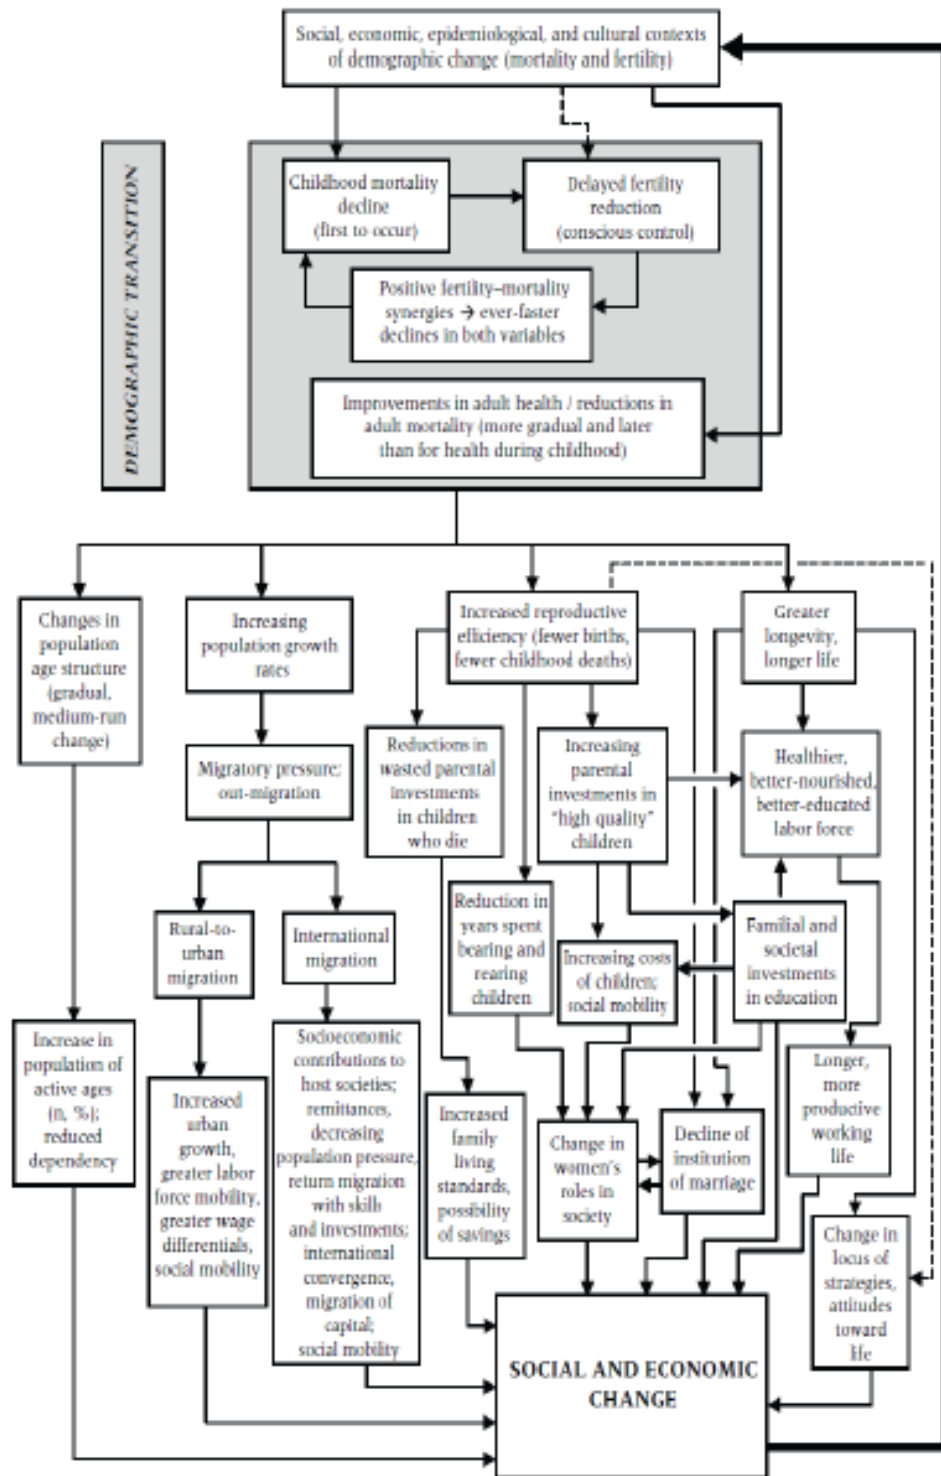 Social, economic, epidemiological, and cultural contexts
of demographic change (mortality and fertility)
DEMOGRAPHIC TRANSITION
Childhood mortality
decline
(first to occur)
Delayed fertility
reduction
(conscious control)
Positive fertility–mortality
synergies → ever-faster
declines in both variables
Improvements in adult health / reductions in
adult mortality (more gradual and later
than for health during childhood)
Changes in
population
age structure
(gradual,
medium-run
change)
Increasing
population growth
rates
Increased reproductive
efficiency (fewer births,
fewer childhood deaths)
Greater
longevity,
longer life
Migratory pressure;
out-migration
Reductions in
wasted parental
investments
in children
who die
Increasing
parental
investments in
"high quality"
children
Healthier,
better-nourished,
better-educated
labor force
Rural-to-
urban
migration
International
migration
Reduction in
years spent
bearing and
rearing
children
Increasing costs
of children;
social mobility
Familial and
societal
investments
in education
Increase in
population of
active ages
(n, %);
reduced
dependency
Increased
urban
growth,
greater labor
force mobility,
greater wage
differentials,
social mobility
Socioeconomic
contributions to
host societies;
remittances,
decreasing
population pressure,
return migration
with skills
and investments;
international
convergence,
migration of
capital;
social mobility
Increased
family
living
standards,
possibility
of savings
Change in
women's
roles in
society
Decline of
institution
of marriage
Longer,
more
productive
working
life
Change in
locus of
strategies,
attitudes
toward
life
SOCIAL AND ECONOMIC
CHANGE